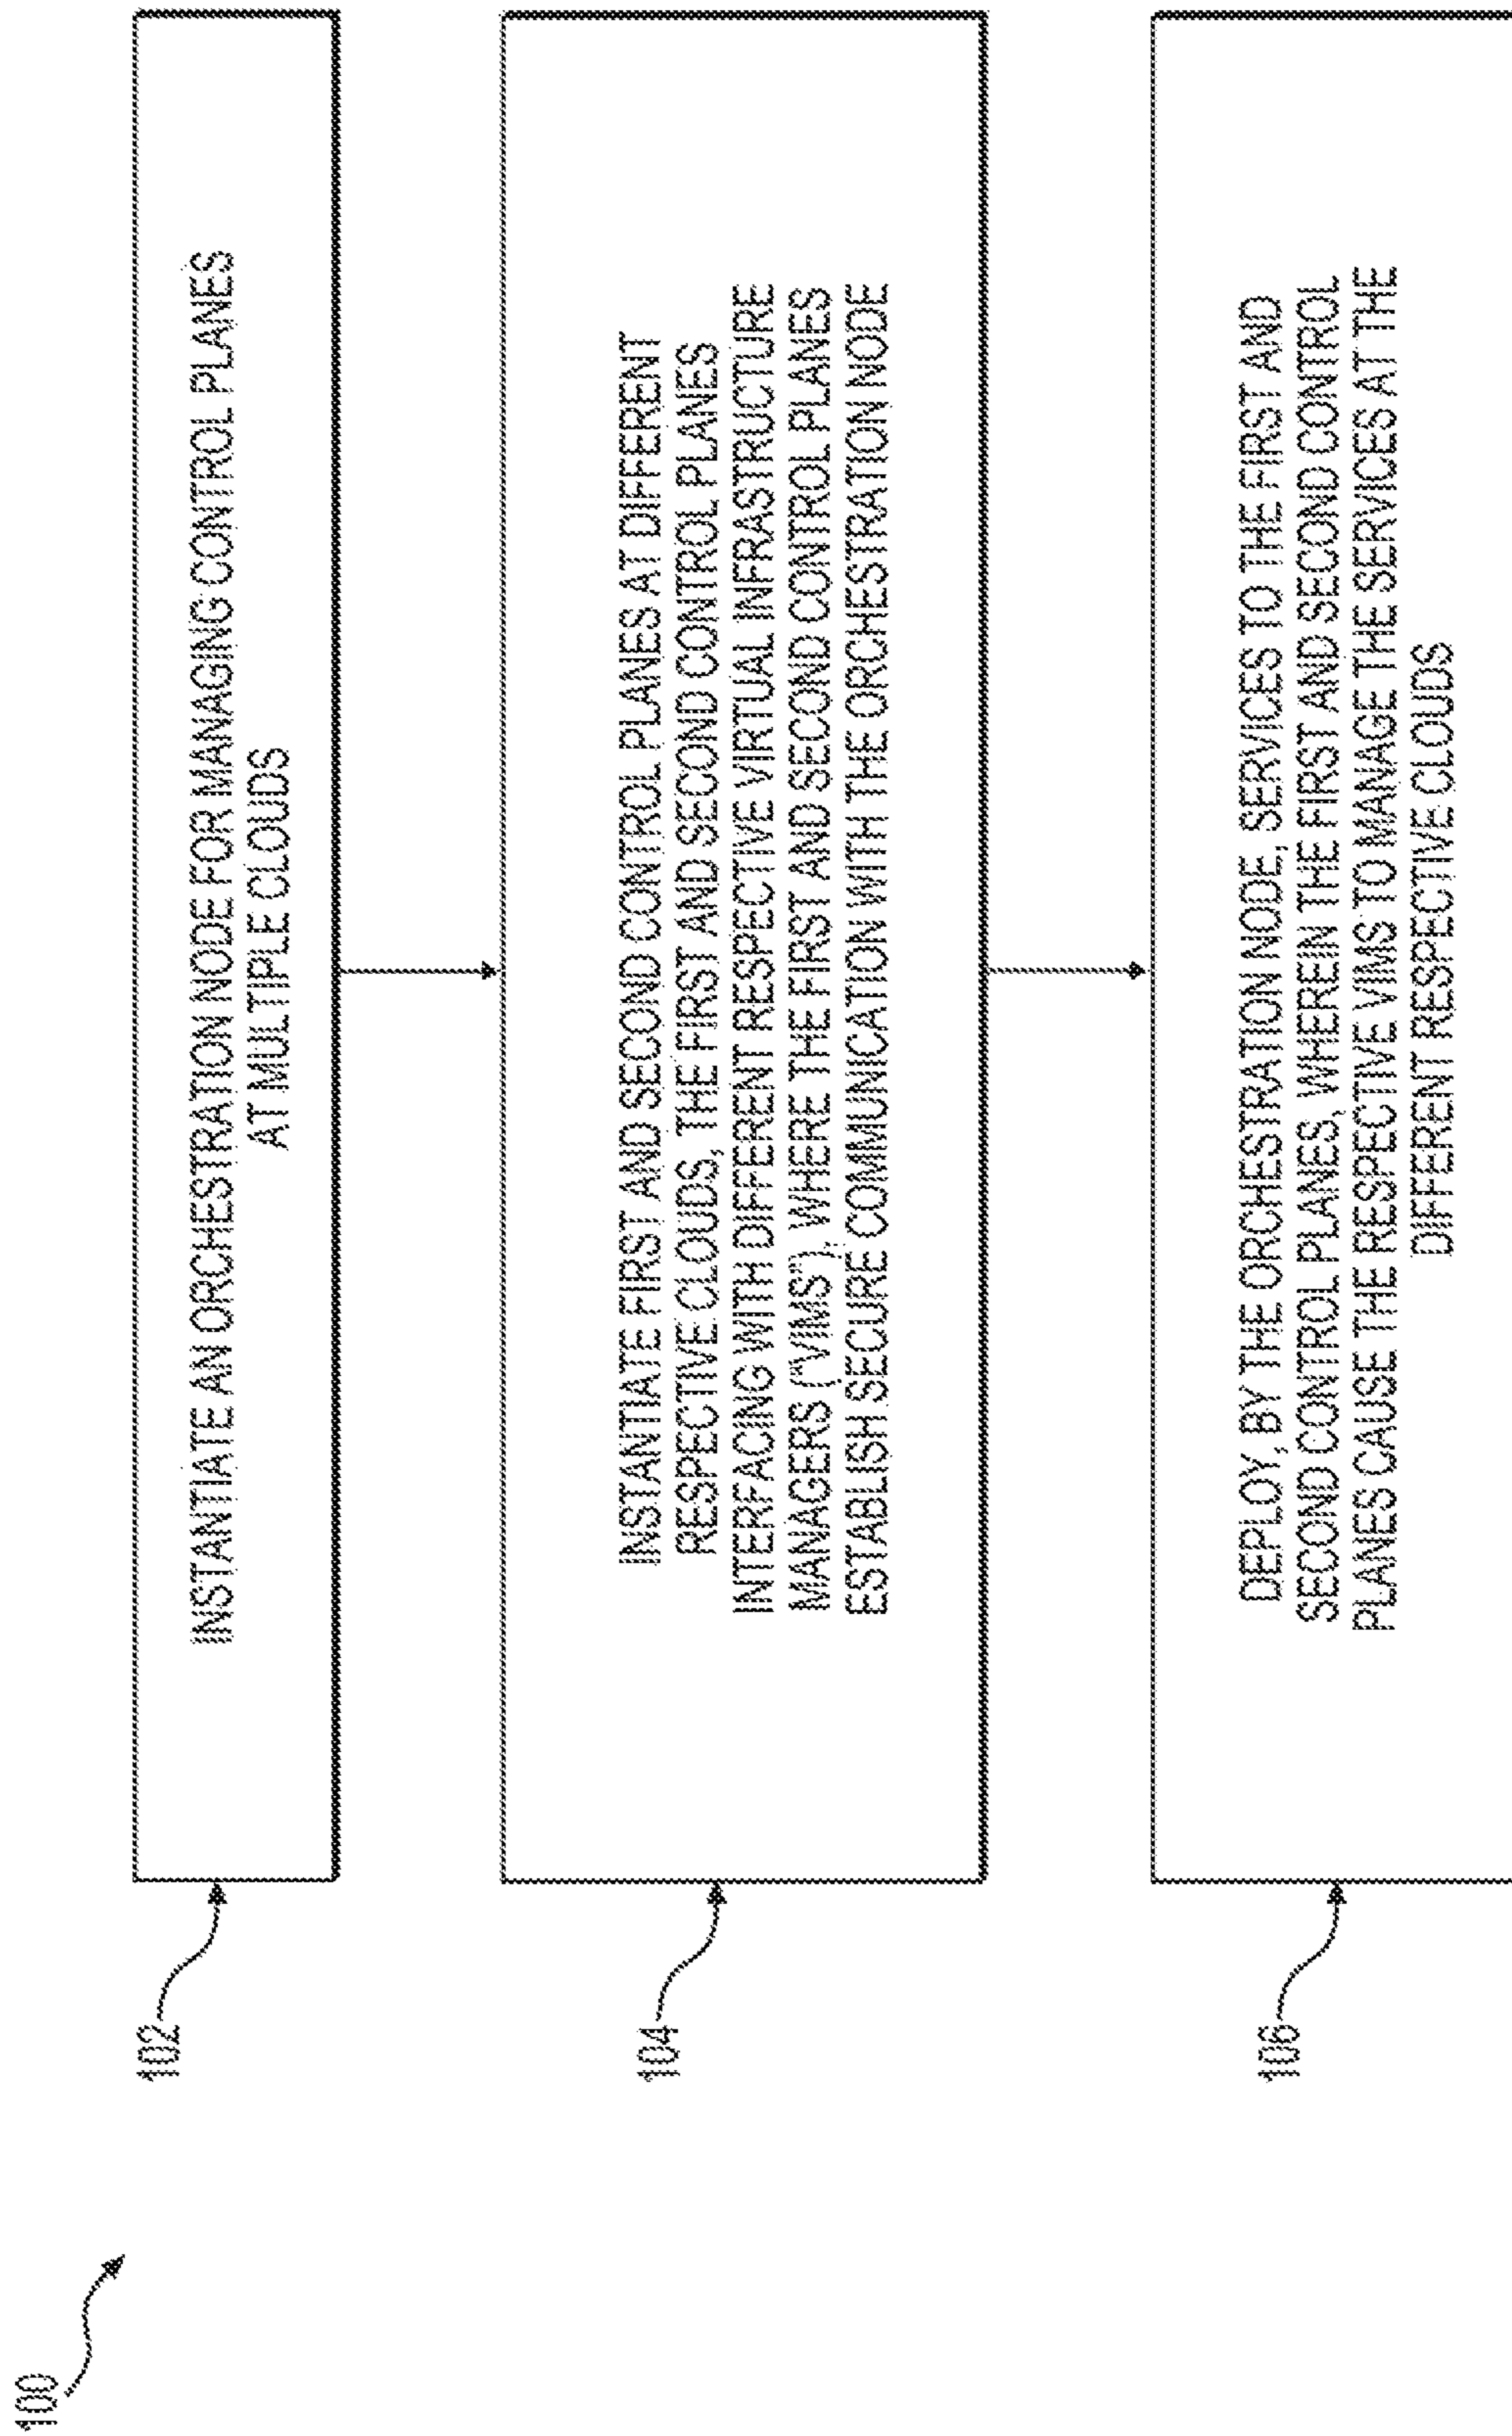 100
102
INSTANTIATE AN ORCHESTRATION NODE FOR MANAGING CONTROL PLANES
AT MULTIPLE CLOUDS
104
INSTANTIATE FIRST AND SECOND CONTROL PLANES AT DIFFERENT
RESPECTIVE CLOUDS, THE FIRST AND SECOND CONTROL PLANES
INTERFACING WITH DIFFERENT RESPECTIVE VIRTUAL INFRASTRUCTURE
MANAGERS ("VIMS"), WHERE THE FIRST AND SECOND CONTROL PLANES
ESTABLISH SECURE COMMUNICATION WITH THE ORCHESTRATION NODE
106
DEPLOY, BY THE ORCHESTRATION NODE, SERVICES TO THE FIRST AND
SECOND CONTROL PLANES, WHEREIN THE FIRST AND SECOND CONTROL
PLANES CAUSE THE RESPECTIVE VIMS TO MANAGE THE SERVICES AT THE
DIFFERENT RESPECTIVE CLOUDS